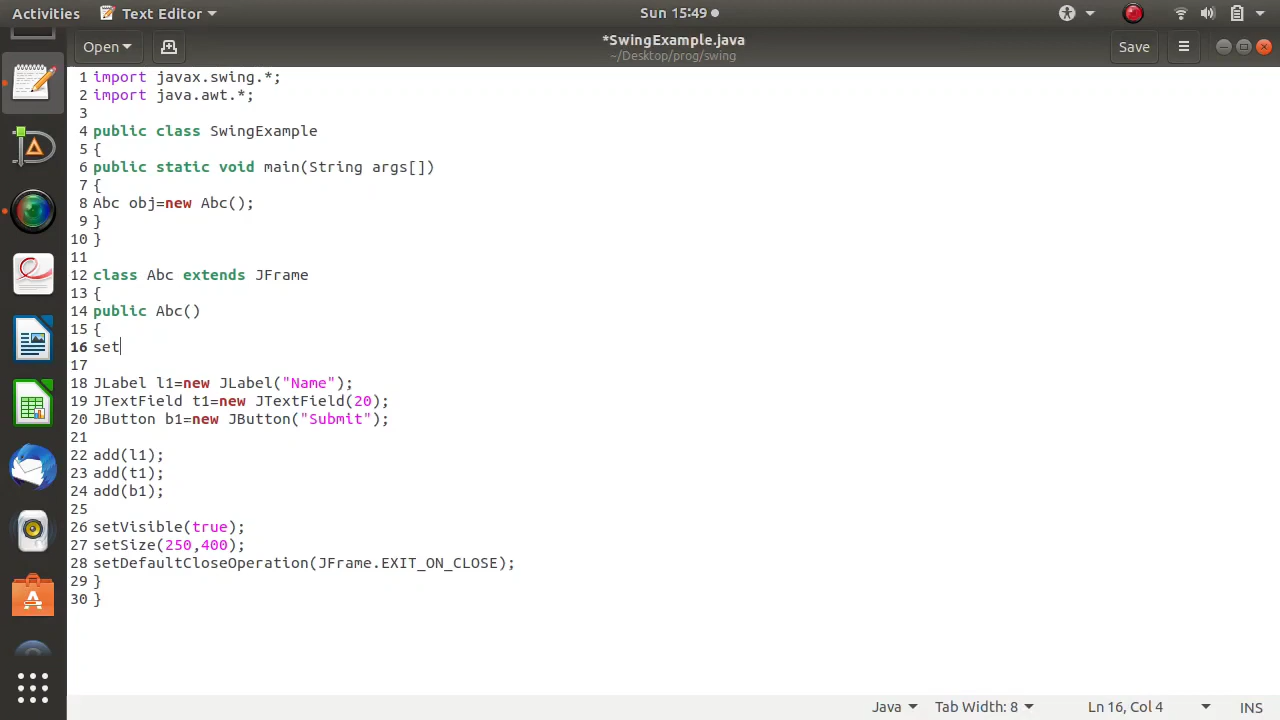 Activities Text Editor Sun 15:49
Open *SwingExample.java Save
~/Desktop/prog/swing
1 import javax.swing.*;
2 import java.awt.*;
3
4 public class SwingExample
5 {
6 public static void main(String args[])
7 {
8 Abc obj=new Abc();
9 }
10 }
11
12 class Abc extends JFrame
13 {
14 public Abc()
15 {
16 set
17
18 JLabel l1=new JLabel("Name");
19 JTextField t1=new JTextField(20);
20 JButton b1=new JButton("Submit");
21
22 add(l1);
23 add(t1);
24 add(b1);
25
26 setVisible(true);
27 setSize(250,400);
28 setDefaultCloseOperation(JFrame.EXIT_ON_CLOSE);
29 }
30 }
Java Tab Width: 8 Ln 16, Col 4 INS